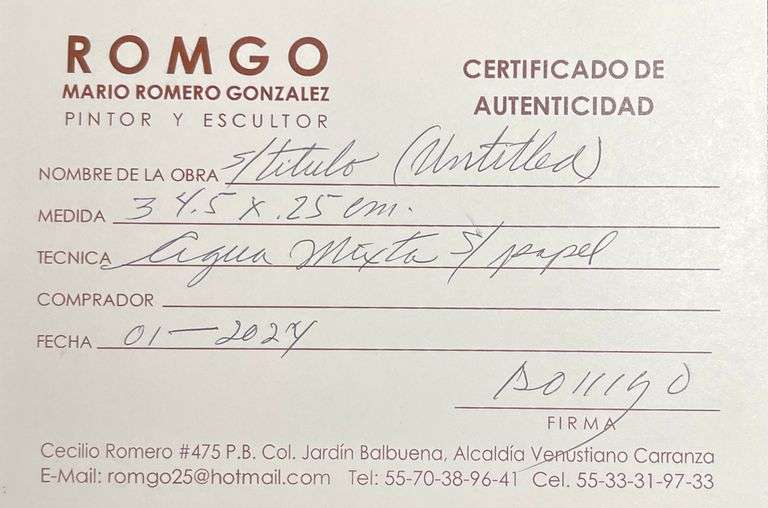 ROMGO
MARIO ROMERO GONZALEZ
PINTOR Y ESCULTOR
CERTIFICADO DE
AUTENTICIDAD
NOMBRE DE LA OBRA s/titulo (Untitled)
MEDIDA 34.5 x .25 cm.
TECNICA Agua Mixta s/ papel
COMPRADOR
FECHA 01-2024
Romgo
FIRMA
Cecilio Romero #475 P.B. Col. Jardín Balbuena, Alcaldía Venustiano Carranza
E-Mail: romgo25@hotmail.com Tel: 55-70-38-96-41 Cel. 55-33-31-97-33